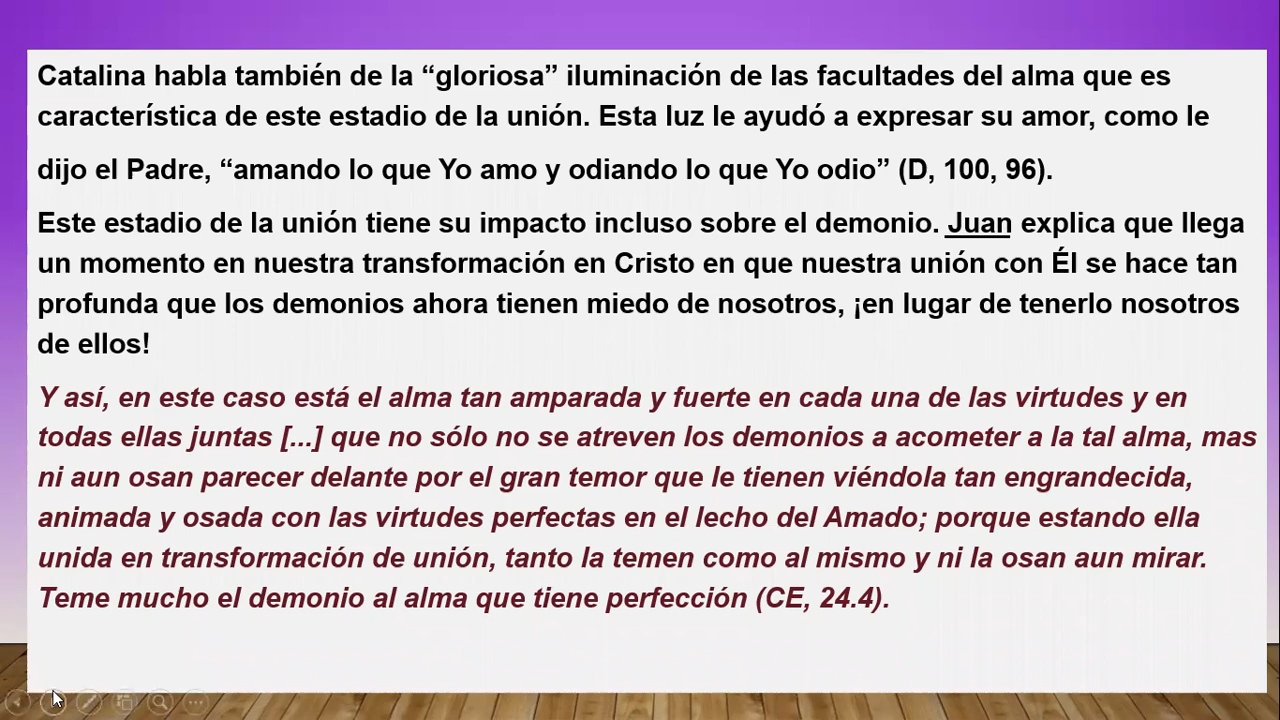 Catalina habla también de la “gloriosa” iluminación de las facultades del alma que es
característica de este estadio de la unión. Esta luz le ayudó a expresar su amor, como le
dijo el Padre, “amando lo que Yo amo y odiando lo que Yo odio” (D, 100, 96).
Este estadio de la unión tiene su impacto incluso sobre el demonio. Juan explica que llega
un momento en nuestra transformación en Cristo en que nuestra unión con Él se hace tan
profunda que los demonios ahora tienen miedo de nosotros, ¡en lugar de tenerlo nosotros
de ellos!
Y así, en este caso está el alma tan amparada y fuerte en cada una de las virtudes y en
todas ellas juntas [...] que no sólo no se atreven los demonios a acometer a la tal alma, mas
ni aun osan parecer delante por el gran temor que le tienen viéndola tan engrandecida,
animada y osada con las virtudes perfectas en el lecho del Amado; porque estando ella
unida en transformación de unión, tanto la temen como al mismo y ni la osan aun mirar.
Teme mucho el demonio al alma que tiene perfección (CE, 24.4).